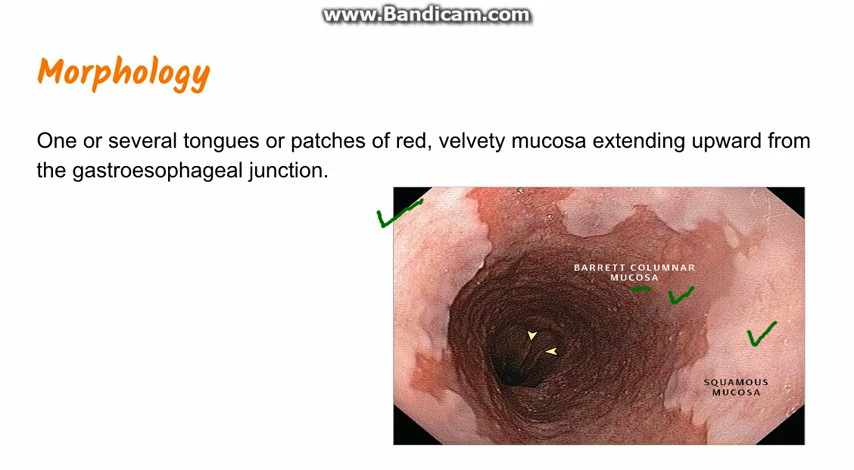 www.Bandicam.com
Morphology
One or several tongues or patches of red, velvety mucosa extending upward from
the gastroesophageal junction.
BARRETT COLUMNAR
MUCOSA
SQUAMOUS
MUCOSA